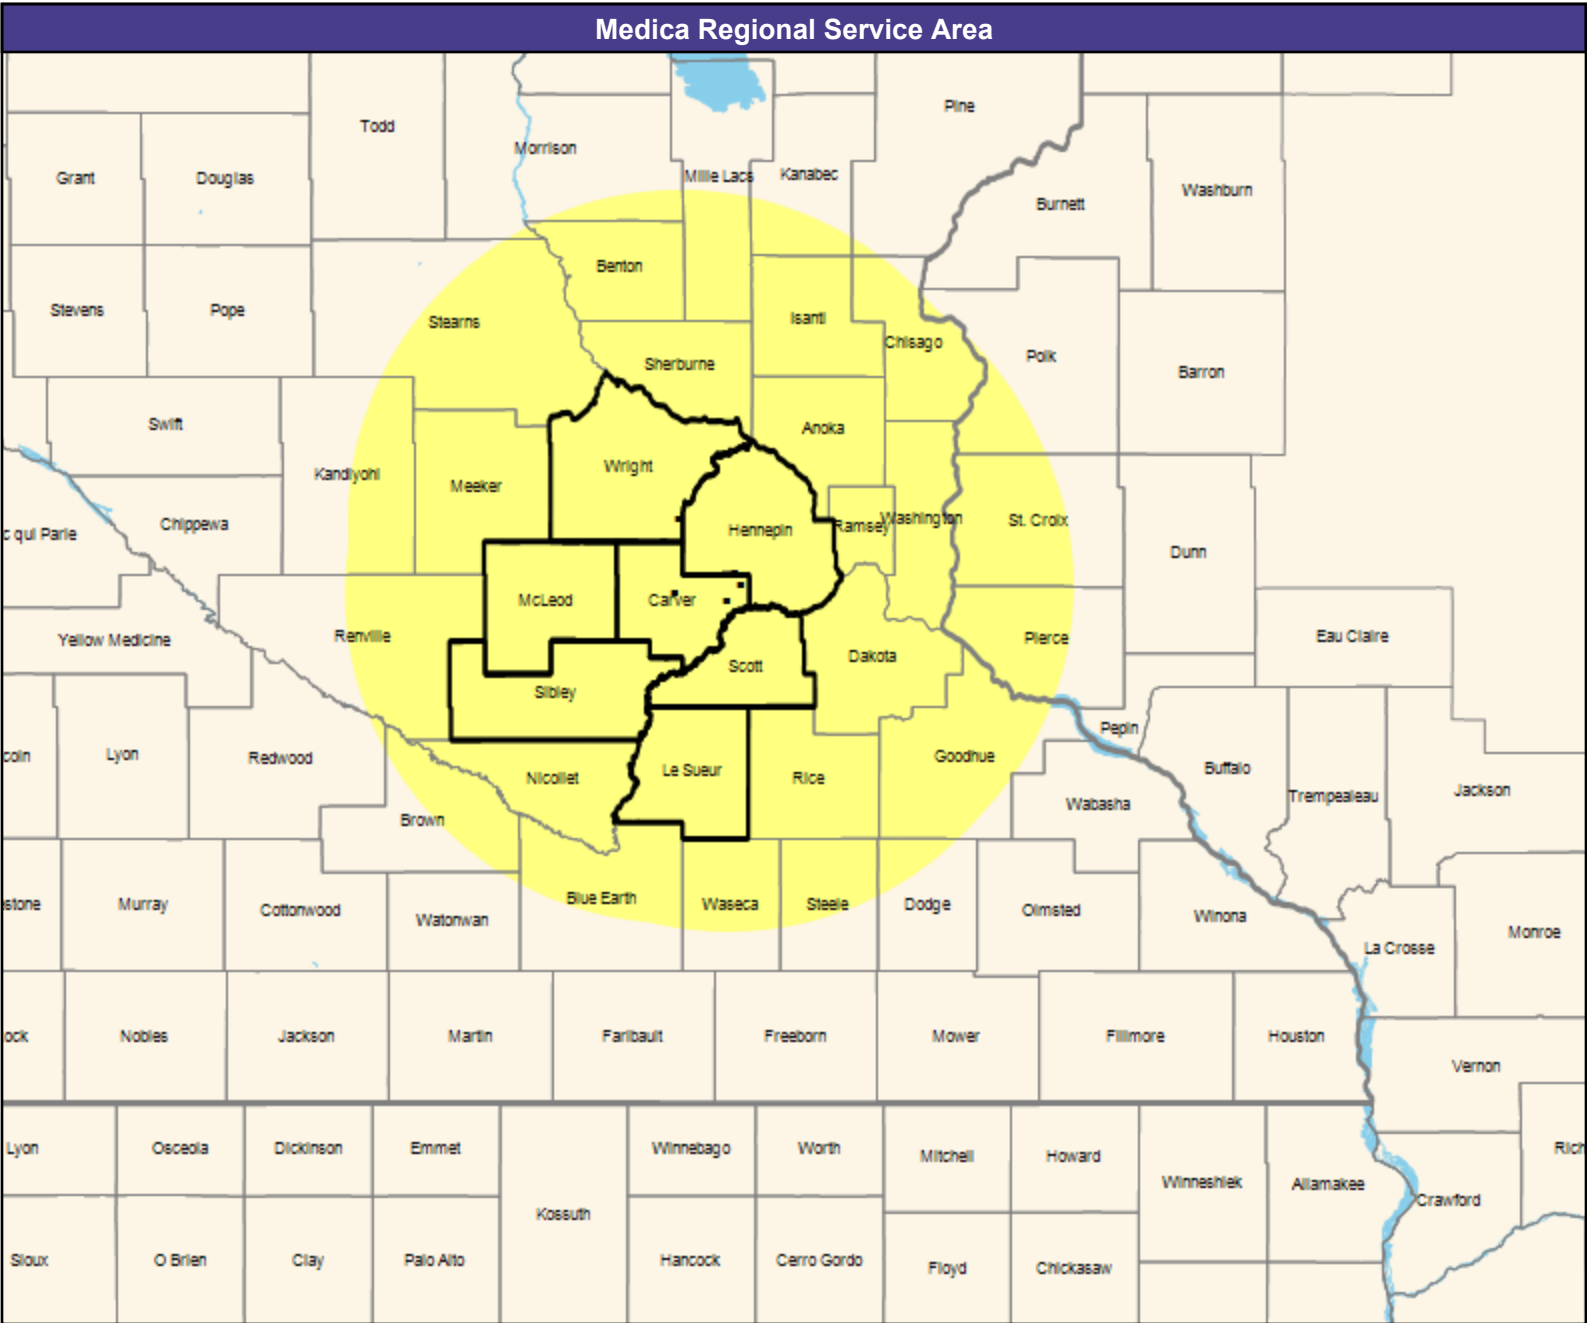 Medica Regional Service Area
Pine
Todd
Morrison
Mille Lacs
Kanabec
Grant
Douglas
Washburn
Burnett
Benton
Stevens
Pope
Stearns
Isanti
Chisago
Polk
Sherburne
Barron
Swift
Anoka
Kandiyohi
Wright
Meeker
Chippewa
Hennepin
Ramsey
Washington
St. Croix
c qui Parle
Dunn
McLeod
Carver
Yellow Medicine
Renville
Pierce
Eau Claire
Scott
Dakota
Sibley
Pepin
coln
Lyon
Redwood
Nicollet
Le Sueur
Rice
Goodhue
Buffalo
Trempealeau
Jackson
Brown
Wabasha
stone
Murray
Cottonwood
Watonwan
Blue Earth
Waseca
Steele
Dodge
Olmsted
Winona
La Crosse
Monroe
ock
Nobles
Jackson
Martin
Faribault
Freeborn
Mower
Fillmore
Houston
Vernon
Lyon
Osceola
Dickinson
Emmet
Winnebago
Worth
Mitchell
Howard
Rich
Winneshiek
Allamakee
Crawford
Kossuth
Sioux
O Brien
Clay
Palo Alto
Hancock
Cerro Gordo
Floyd
Chickasaw